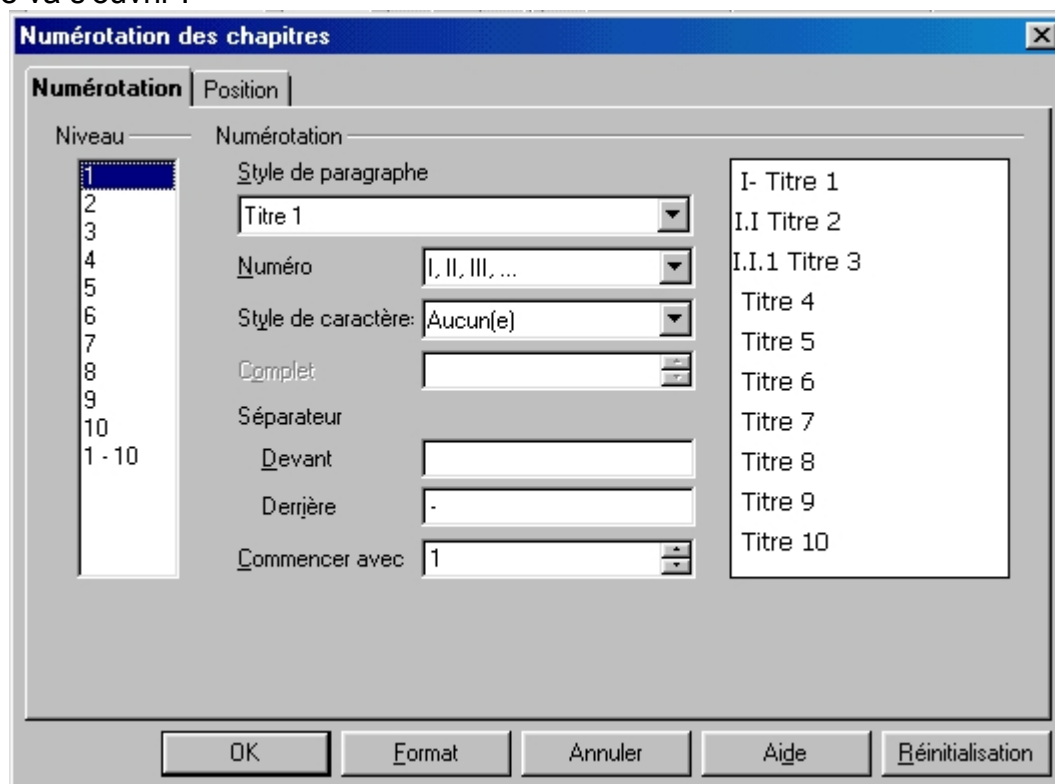 va s'ouvrir :
Numérotation des chapitres
Numérotation Position
Niveau
1
2
3
4
5
6
7
8
9
10
1 - 10
Numérotation
Style de paragraphe
Titre 1
Numéro I, II, III, ...
Style de caractère: Aucun(e)
Complet
Séparateur
Devant
Derrière -
Commencer avec 1
I- Titre 1
I.I Titre 2
I.I.1 Titre 3
Titre 4
Titre 5
Titre 6
Titre 7
Titre 8
Titre 9
Titre 10
OK Format Annuler Aide Réinitialisation